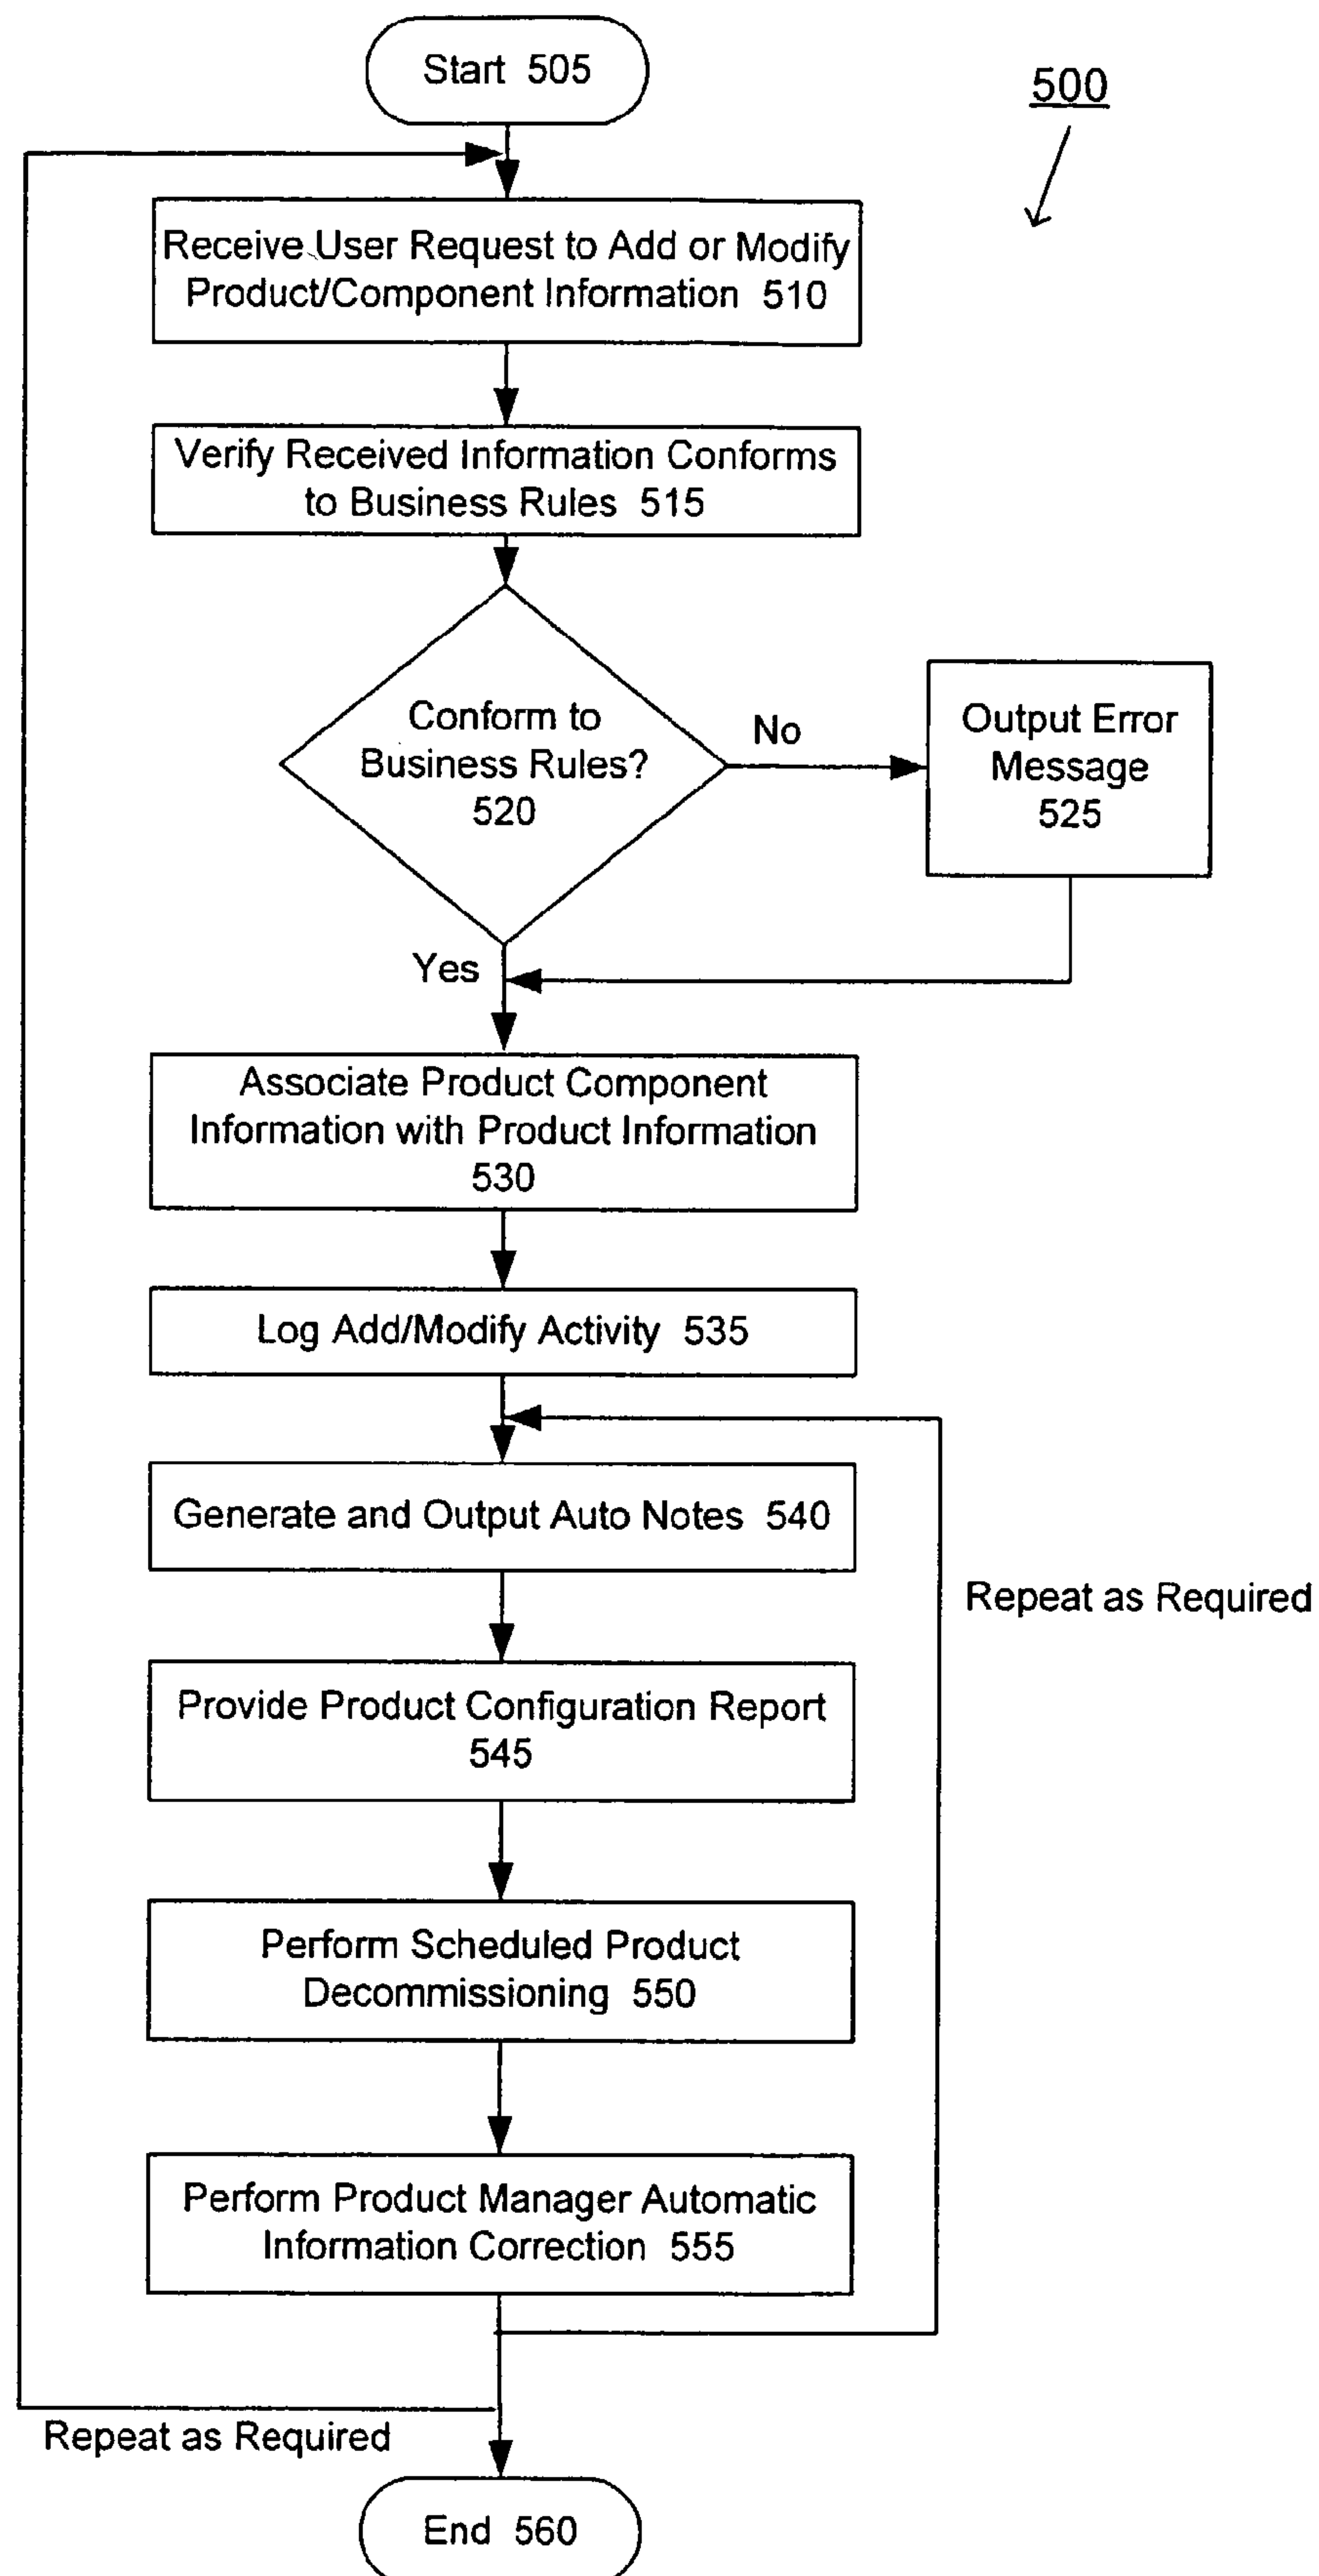 Start 505
500
Receive User Request to Add or Modify
Product/Component Information 510
Verify Received Information Conforms
to Business Rules 515
Conform to
Business Rules?
520
No
Output Error
Message
525
Yes
Associate Product Component
Information with Product Information
530
Log Add/Modify Activity 535
Generate and Output Auto Notes 540
Repeat as Required
Provide Product Configuration Report
545
Perform Scheduled Product
Decommissioning 550
Perform Product Manager Automatic
Information Correction 555
Repeat as Required
End 560